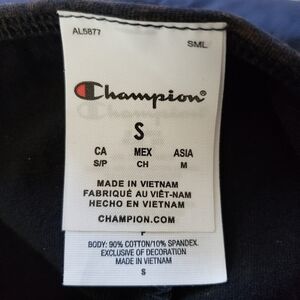 AL5877
SML
Champion®
S
CA MEX ASIA
S/P CH M
MADE IN VIETNAM
FABRIQUÉ AU VIÊT-NAM
HECHO EN VIETNAM
CHAMPION.COM
BODY: 90% COTTON/10% SPANDEX.
EXCLUSIVE OF DECORATION
MADE IN VIETNAM
S